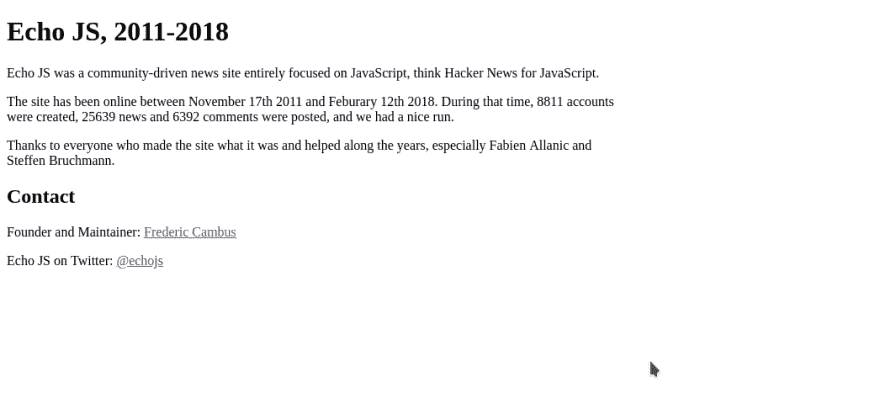 Echo JS, 2011-2018
Echo JS was a community-driven news site entirely focused on JavaScript, think Hacker News for JavaScript.
The site has been online between November 17th 2011 and Feburary 12th 2018. During that time, 8811 accounts
were created, 25639 news and 6392 comments were posted, and we had a nice run.
Thanks to everyone who made the site what it was and helped along the years, especially Fabien Allanic and
Steffen Bruchmann.
Contact
Founder and Maintainer: Frederic Cambus
Echo JS on Twitter: @echojs